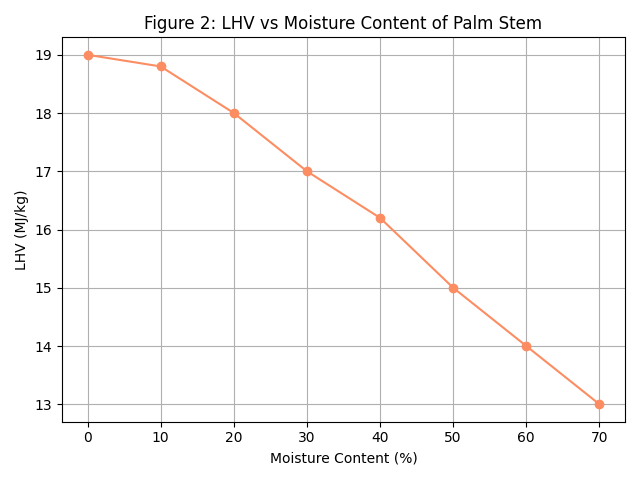 Figure 2: LHV vs Moisture Content of Palm Stem
19
18
17
16
15
14
13
LHV (MJ/kg)
0 10 20 30 40 50 60 70
Moisture Content (%)